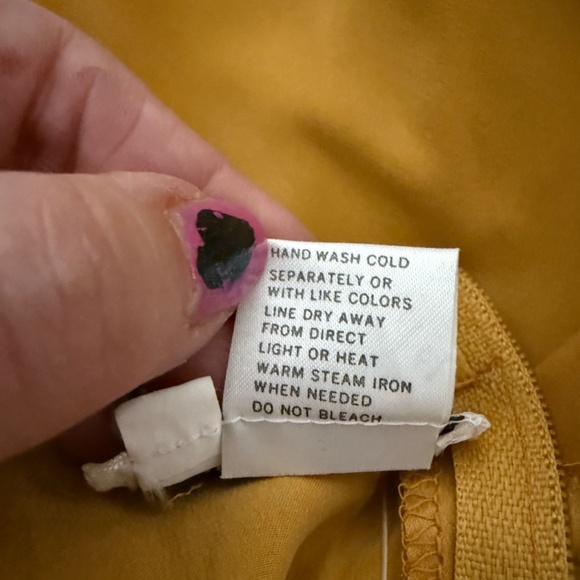 HAND WASH COLD
SEPARATELY OR
WITH LIKE COLORS
LINE DRY AWAY
FROM DIRECT
LIGHT OR HEAT
WARM STEAM IRON
WHEN NEEDED
DO NOT BLEACH